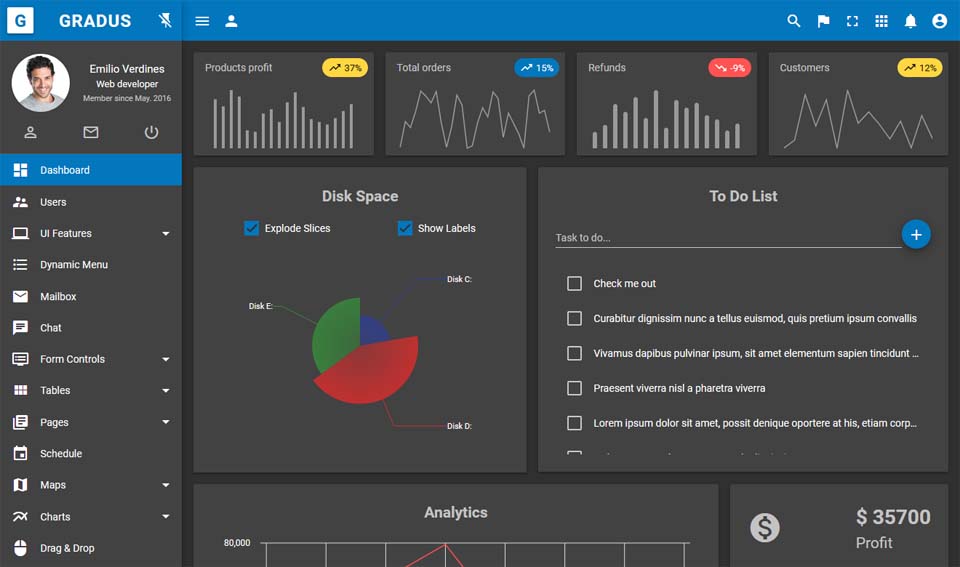 G GRADUS
Emilio Verdines
Web developer
Member since May. 2016
Dashboard
Users
UI Features
Dynamic Menu
Mailbox
Chat
Form Controls
Tables
Pages
Schedule
Maps
Charts
Drag & Drop
Products profit 37%
Total orders 15%
Refunds -9%
Customers 12%
Disk Space
Explode Slices Show Labels
Disk C:
Disk E:
Disk D:
To Do List
Task to do...
Check me out
Curabitur dignissim nunc a tellus euismod, quis pretium ipsum convallis
Vivamus dapibus pulvinar ipsum, sit amet elementum sapien tincidunt ...
Praesent viverra nisl a pharetra viverra
Lorem ipsum dolor sit amet, possit denique oportere at his, etiam corp...
Analytics
80,000
$ 35700
Profit